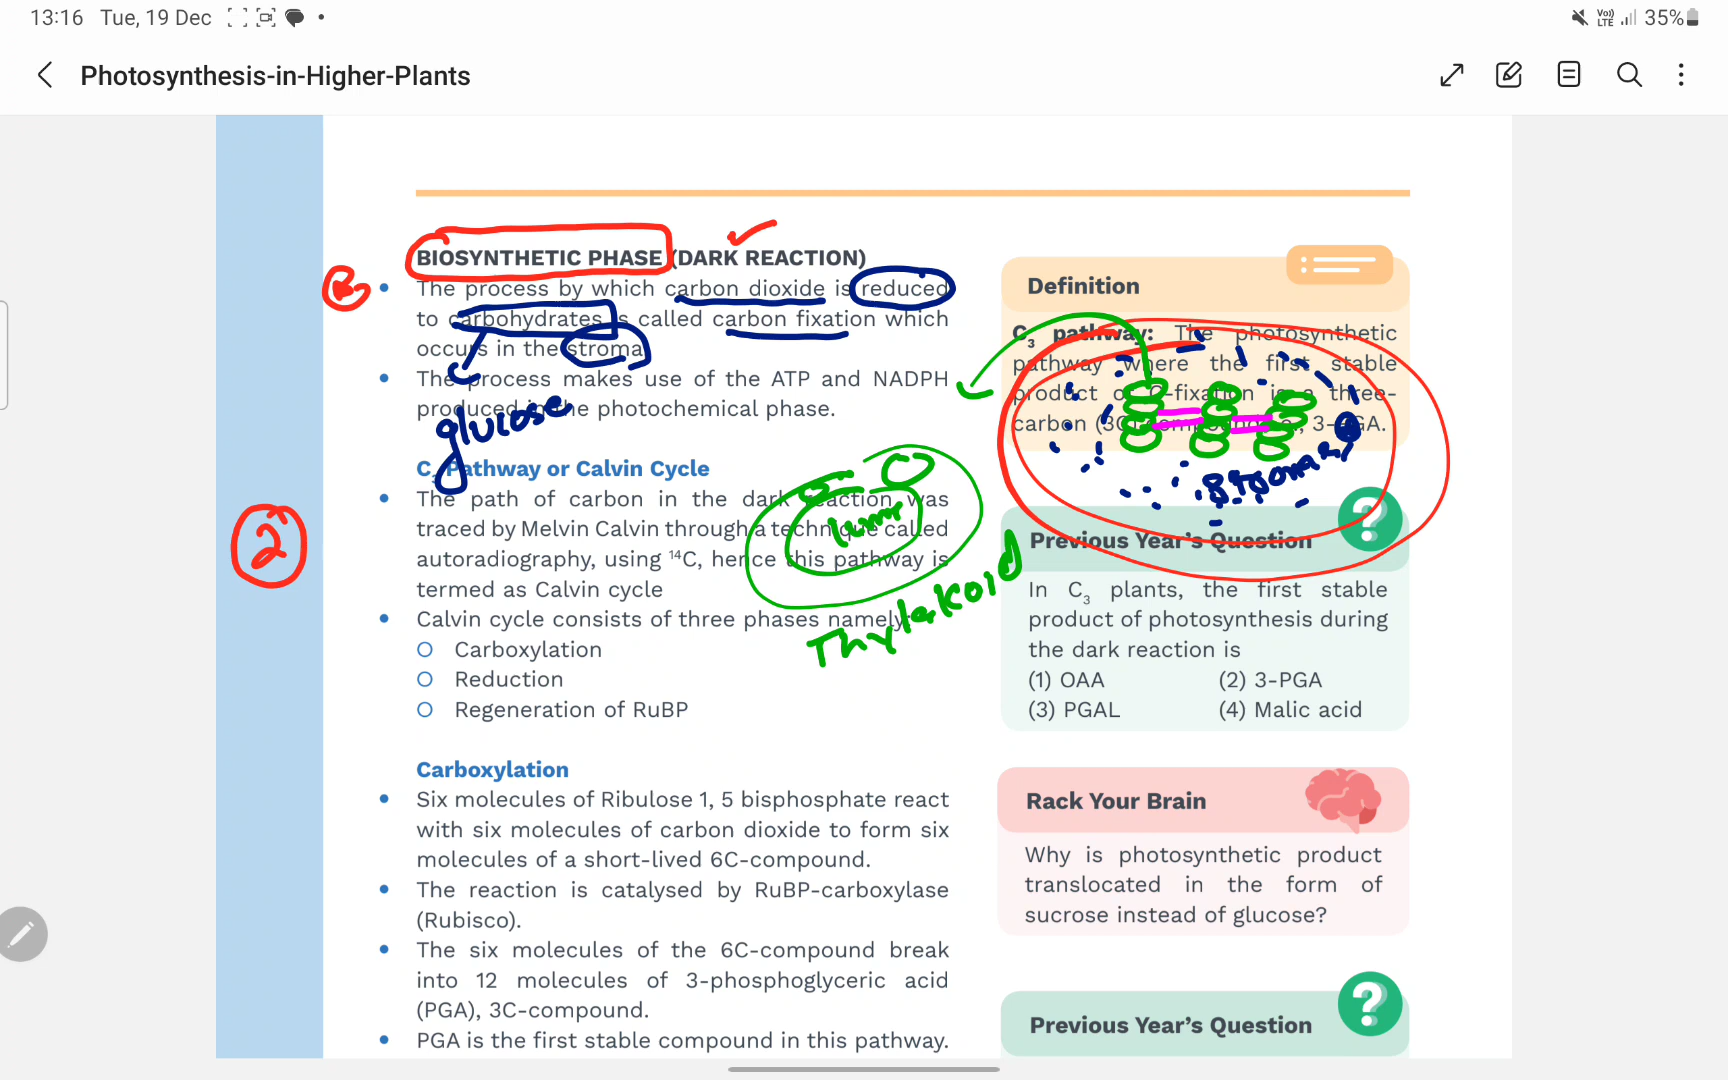 13:16 Tue, 19 Dec
Vo)) LTE 35%
Photosynthesis-in-Higher-Plants
BIOSYNTHETIC PHASE (DARK REACTION)
• The process by which carbon dioxide is reduced
to carbohydrates is called carbon fixation which
occurs in the stroma
• The process makes use of the ATP and NADPH
produced in the photochemical phase.
glucose
C3 Pathway or Calvin Cycle
• The path of carbon in the dark reaction was
traced by Melvin Calvin through a technique called
autoradiography, using ¹⁴C, hence this pathway is
termed as Calvin cycle
• Calvin cycle consists of three phases namely
O Carboxylation
O Reduction
O Regeneration of RuBP
2
Thylakoid
Carboxylation
• Six molecules of Ribulose 1, 5 bisphosphate react
with six molecules of carbon dioxide to form six
molecules of a short-lived 6C-compound.
• The reaction is catalysed by RuBP-carboxylase
(Rubisco).
• The six molecules of the 6C-compound break
into 12 molecules of 3-phosphoglyceric acid
(PGA), 3C-compound.
• PGA is the first stable compound in this pathway.
Definition
C3 pathway: The photosynthetic
pathway where the first stable
product of C-fixation is a three-
carbon (3C) compound i.e., 3-PGA.
Previous Year's Question
?
In C3 plants, the first stable
product of photosynthesis during
the dark reaction is
(1) OAA (2) 3-PGA
(3) PGAL (4) Malic acid
Rack Your Brain
Why is photosynthetic product
translocated in the form of
sucrose instead of glucose?
Previous Year's Question
?